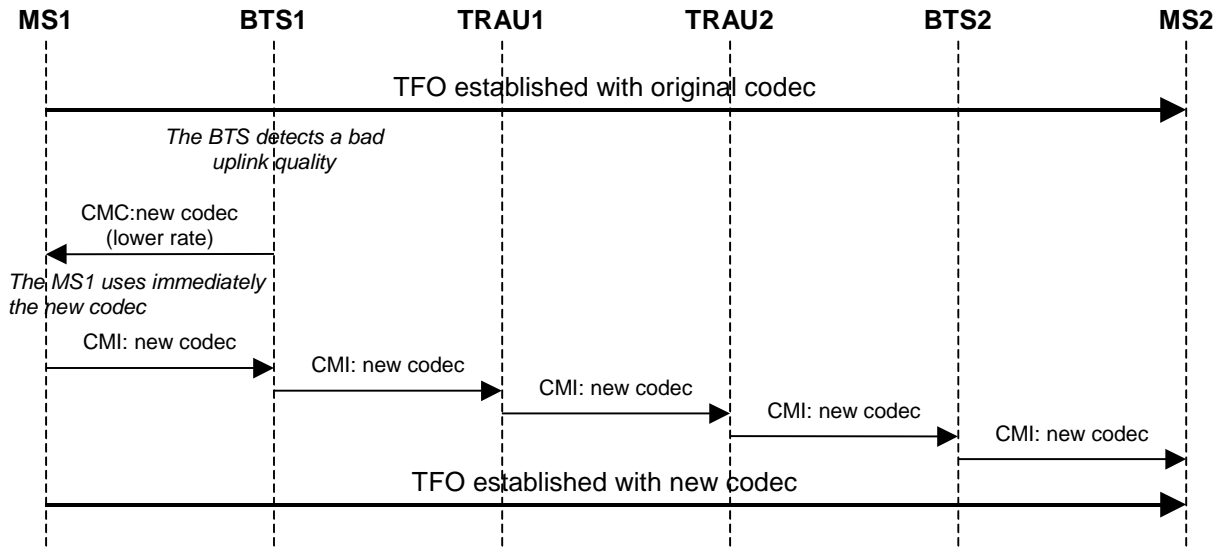 MS1 BTS1 TRAU1 TRAU2 BTS2 MS2
TFO established with original codec
The BTS detects a bad
uplink quality
CMC:new codec
(lower rate)
The MS1 uses immediately
the new codec
CMI: new codec
CMI: new codec
CMI: new codec
CMI: new codec
CMI: new codec
TFO established with new codec